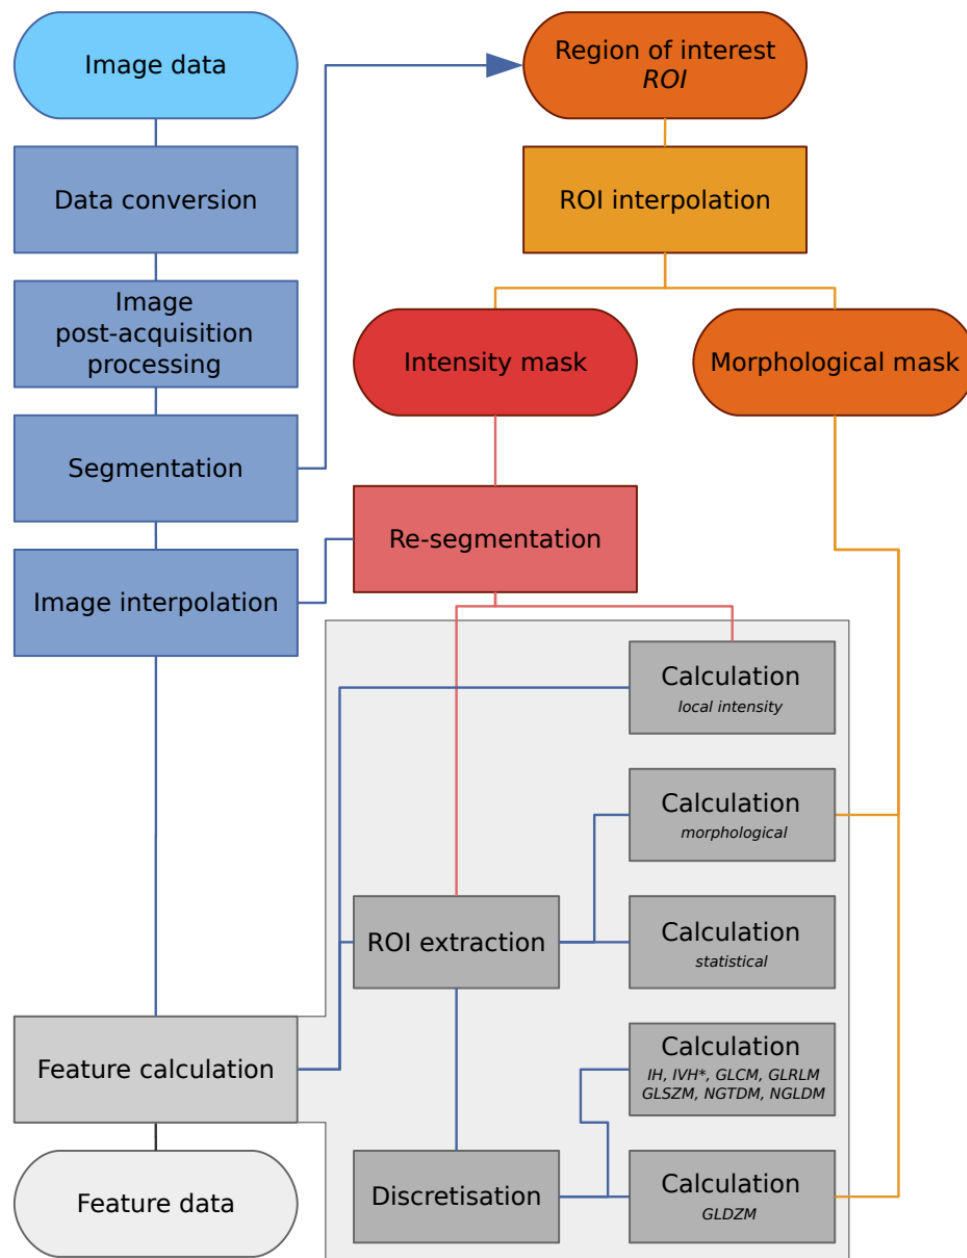 Image data
Region of interest
ROI
Data conversion
ROI interpolation
Image
post-acquisition
processing
Intensity mask
Morphological mask
Segmentation
Re-segmentation
Image interpolation
Calculation
local intensity
Calculation
morphological
ROI extraction
Calculation
statistical
Feature calculation
Calculation
IH, IVH*, GLCM, GLRLM
GLSZM, NGTDM, NGLDM
Feature data
Discretisation
Calculation
GLDZM